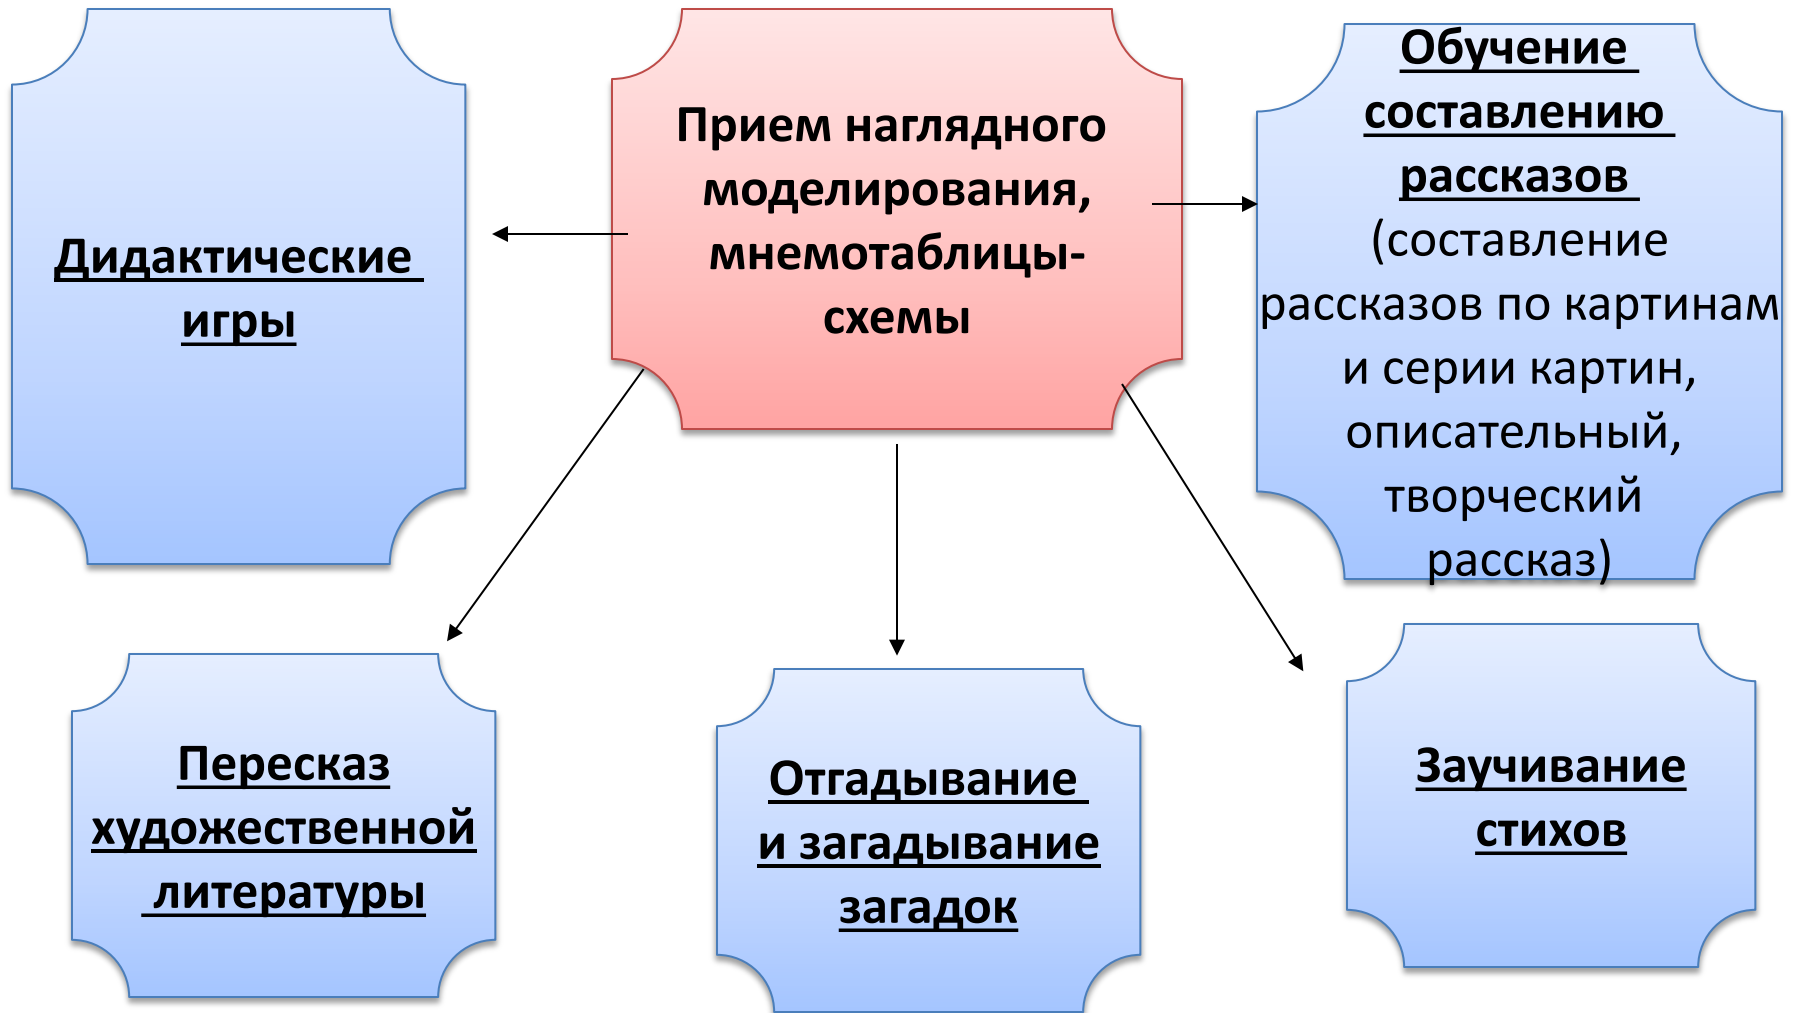 Дидактические
игры
Прием наглядного
моделирования,
мнемотаблицы-
схемы
Обучение
составлению
рассказов
(составление
рассказов по картинам
и серии картин,
описательный,
творческий
рассказ)
Пересказ
художественной
литературы
Отгадывание
и загадывание
загадок
Заучивание
стихов